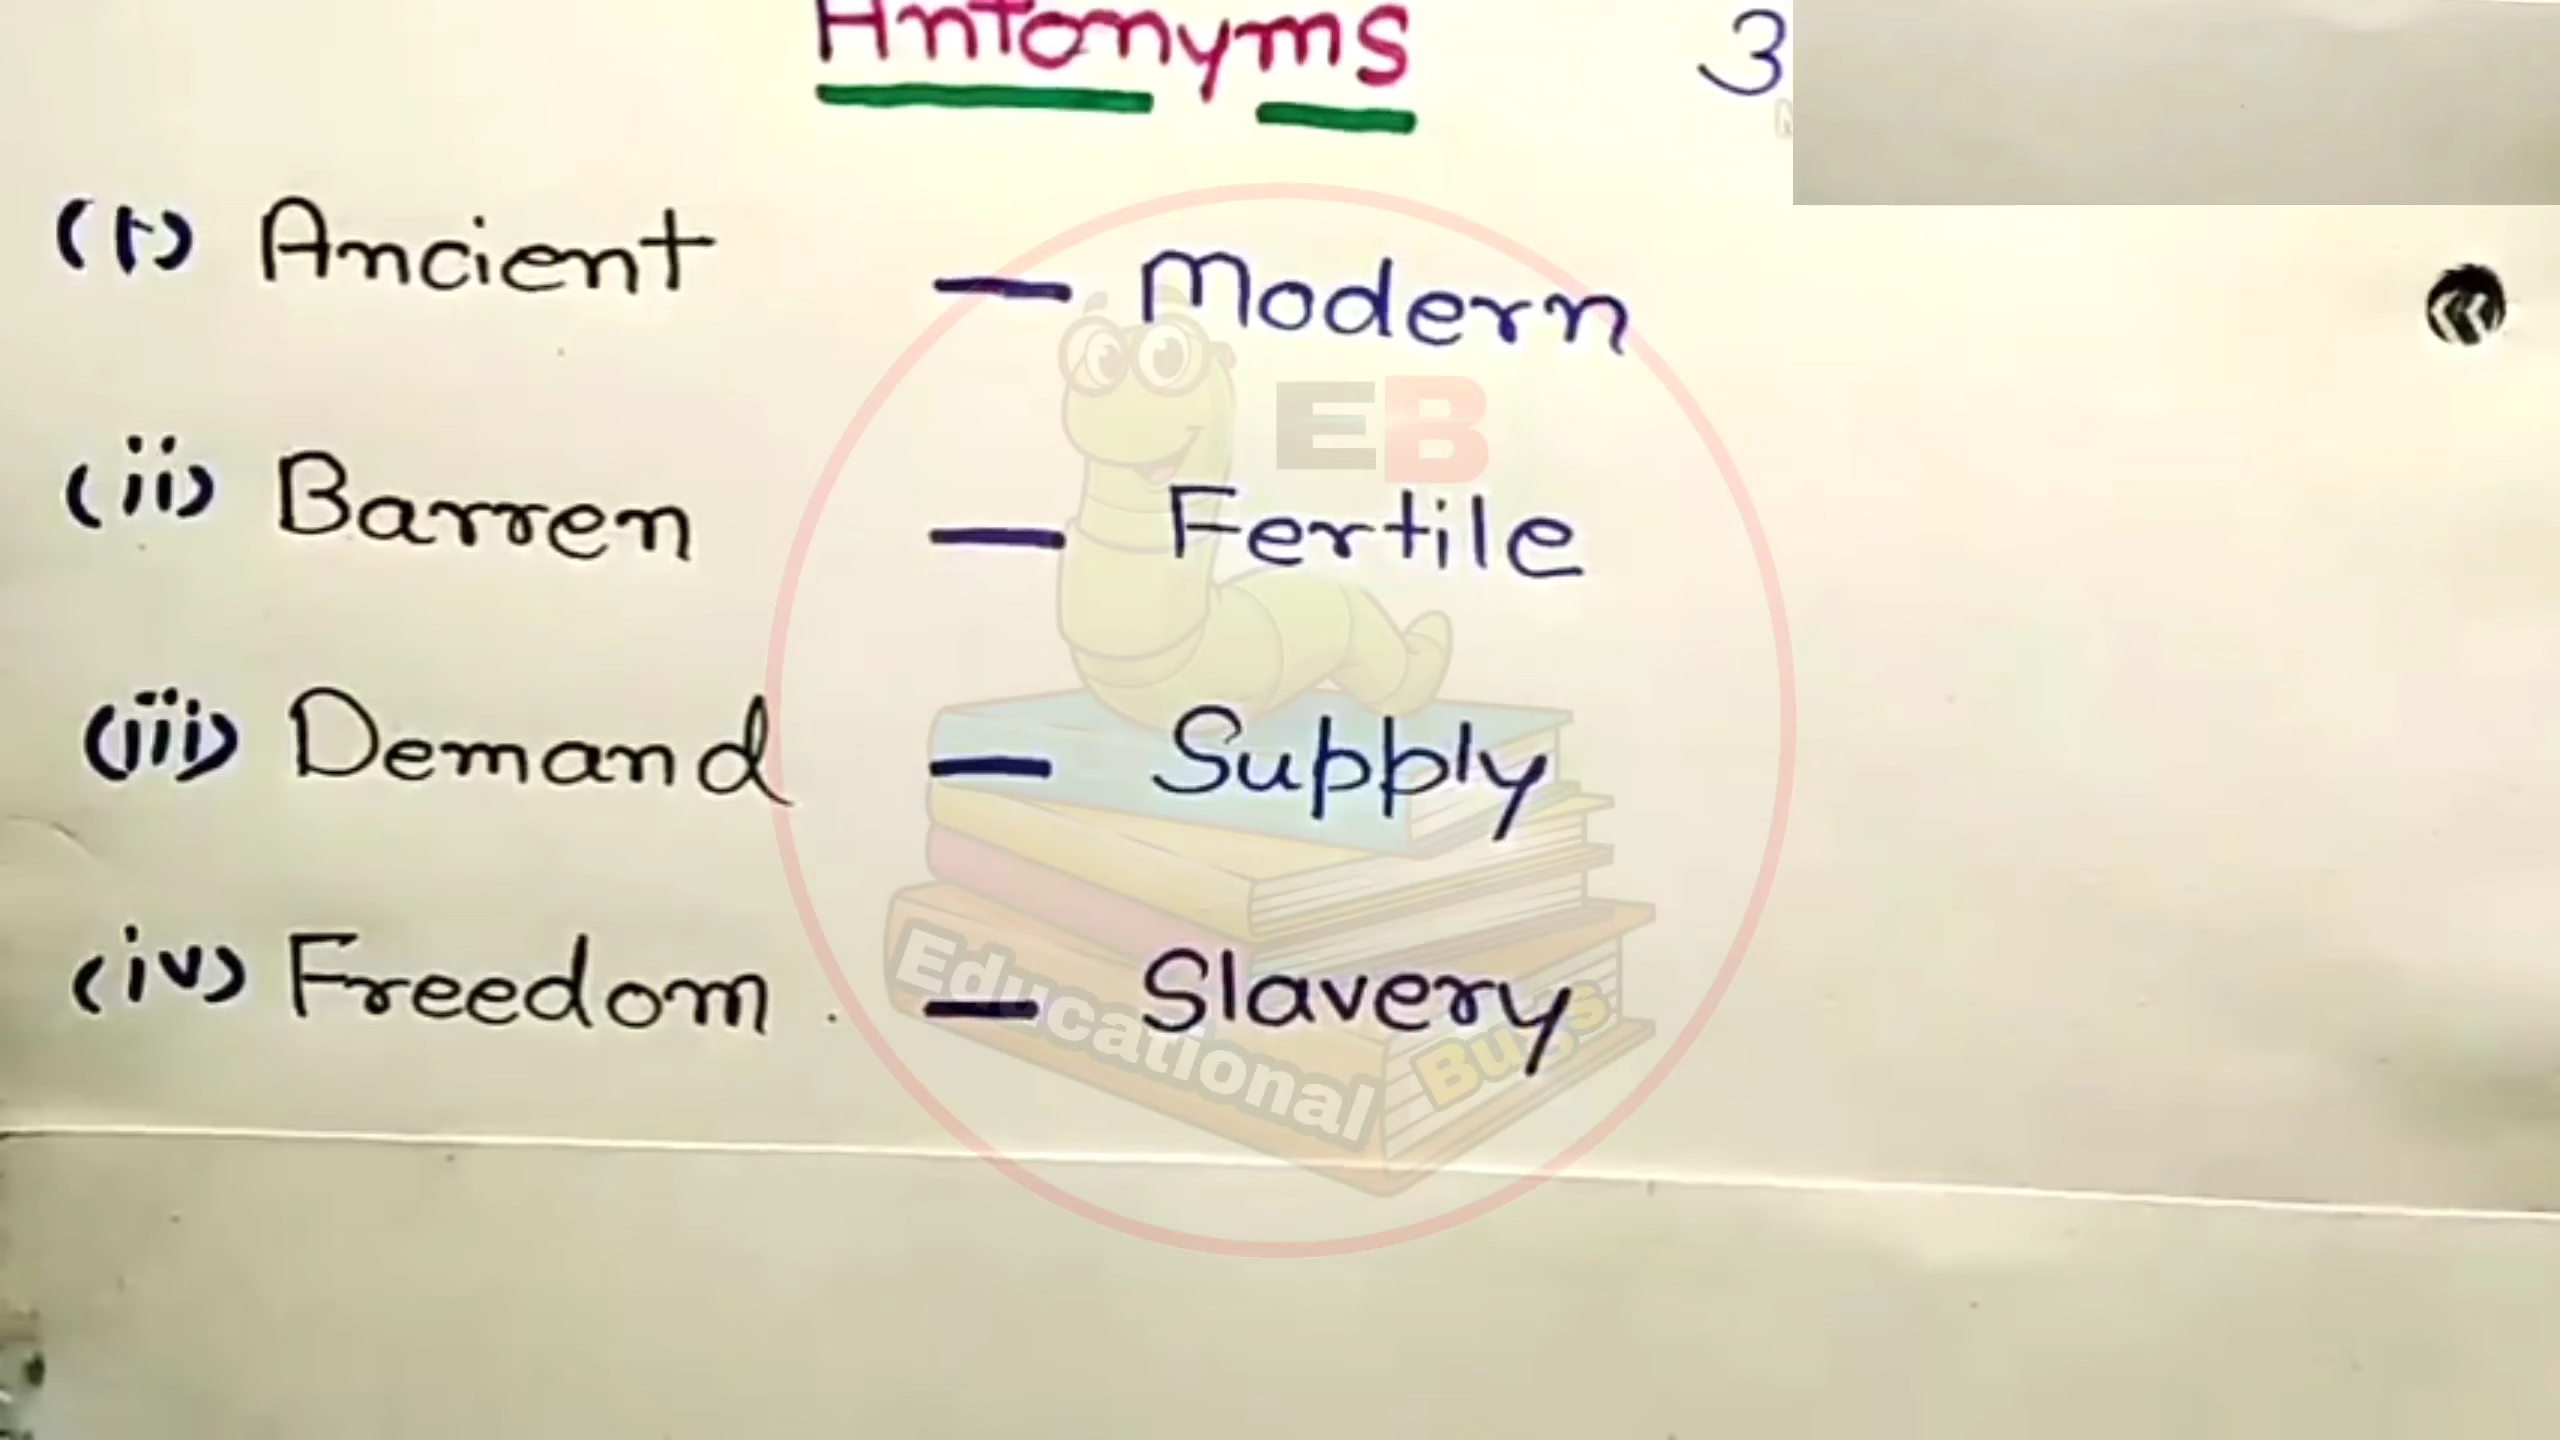 Antonyms 3
(i) Ancient — Modern
(ii) Barren — Fertile
(iii) Demand — Supply
(iv) Freedom — Slavery
EB
Educational Bugs